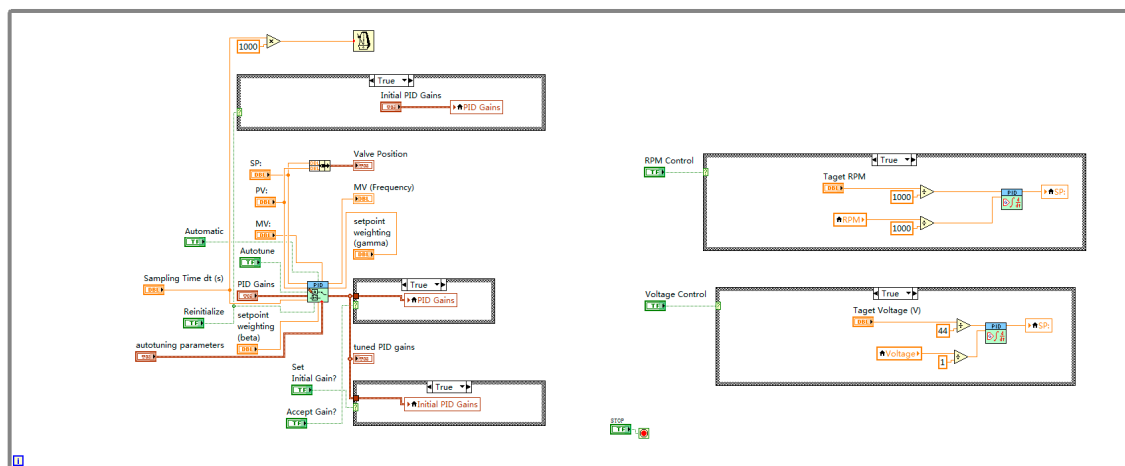 1000
True
Initial PID Gains
DBL
PID Gains
SP:
DBL
Valve Position
PV:
DBL
MV (Frequency)
DBL
MV:
DBL
setpoint
weighting
(gamma)
DBL
Automatic
TF
Autotune
TF
Sampling Time dt (s)
DBL
PID Gains
PID
True
PID Gains
Reinitialize
TF
setpoint
weighting
(beta)
DBL
autotuning parameters
tuned PID gains
Set
Initial Gain?
TF
True
Initial PID Gains
Accept Gain?
TF
RPM Control
TF
True
Taget RPM
DBL
1000
PID
SP:
RPM
1000
Voltage Control
TF
True
Taget Voltage (V)
DBL
44
PID
SP:
Voltage
1
STOP
TF
i